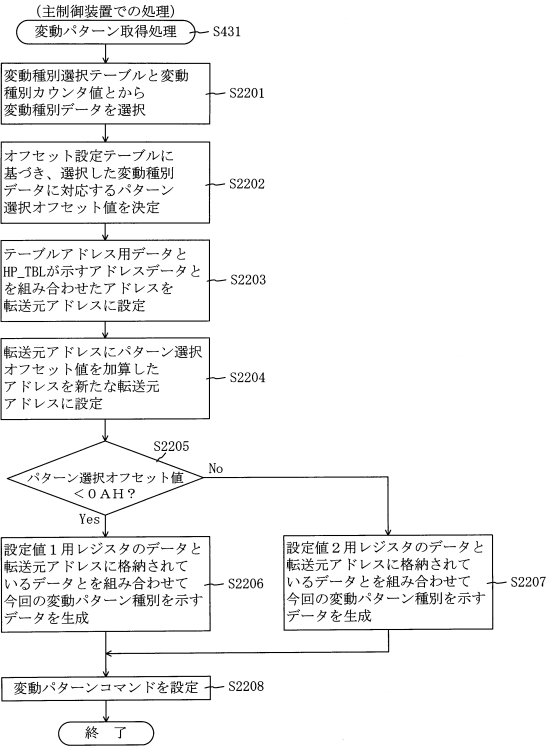 (主制御装置での処理)
変動パターン取得処理
S431
変動種別選択テーブルと変動
種別カウンタ値とから
変動種別データを選択
S2201
オフセット設定テーブルに
基づき、選択した変動種別
データに対応するパターン
選択オフセット値を決定
S2202
テーブルアドレス用データと
HP_TBLが示すアドレスデータと
を組み合わせたアドレスを
転送元アドレスに設定
S2203
転送元アドレスにパターン選択
オフセット値を加算した
アドレスを新たな転送元
アドレスに設定
S2204
S2205
パターン選択オフセット値
<0AH?
No
Yes
設定値1用レジスタのデータと
転送元アドレスに格納されて
いるデータとを組み合わせて
今回の変動パターン種別を示す
データを生成
S2206
設定値2用レジスタのデータと
転送元アドレスに格納されて
いるデータとを組み合わせて
今回の変動パターン種別を示す
データを生成
S2207
変動パターンコマンドを設定
S2208
終 了